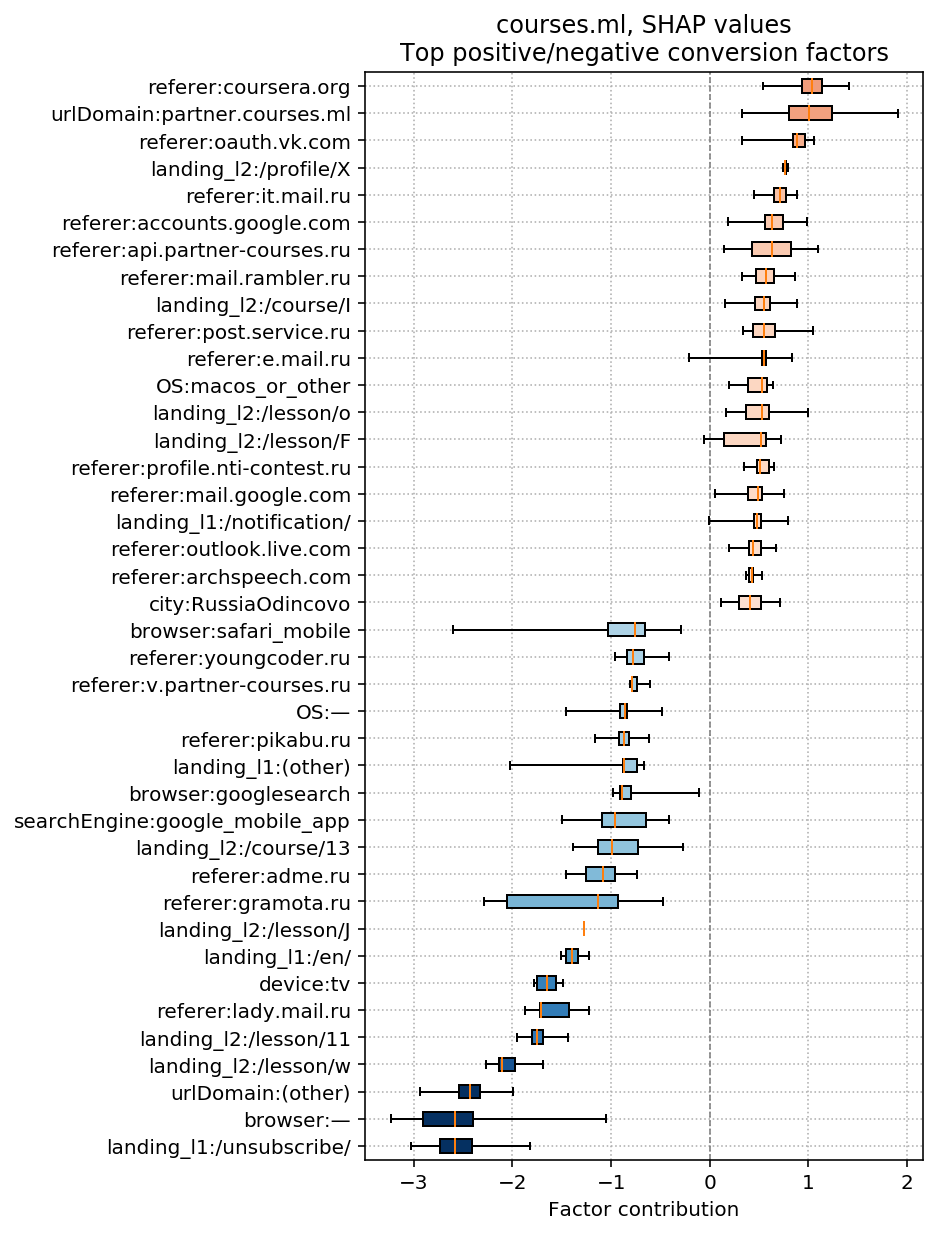 courses.ml, SHAP values
Top positive/negative conversion factors
referer:coursera.org
urlDomain:partner.courses.ml
referer:oauth.vk.com
landing_l2:/profile/X
referer:it.mail.ru
referer:accounts.google.com
referer:api.partner-courses.ru
referer:mail.rambler.ru
landing_l2:/course/I
referer:post.service.ru
referer:e.mail.ru
OS:macos_or_other
landing_l2:/lesson/o
landing_l2:/lesson/F
referer:profile.nti-contest.ru
referer:mail.google.com
landing_l1:/notification/
referer:outlook.live.com
referer:archspeech.com
city:RussiaOdincovo
browser:safari_mobile
referer:youngcoder.ru
referer:v.partner-courses.ru
OS:—
referer:pikabu.ru
landing_l1:(other)
browser:googlesearch
searchEngine:google_mobile_app
landing_l2:/course/13
referer:adme.ru
referer:gramota.ru
landing_l2:/lesson/J
landing_l1:/en/
device:tv
referer:lady.mail.ru
landing_l2:/lesson/11
landing_l2:/lesson/w
urlDomain:(other)
browser:—
landing_l1:/unsubscribe/
−3 −2 −1 0 1 2
Factor contribution